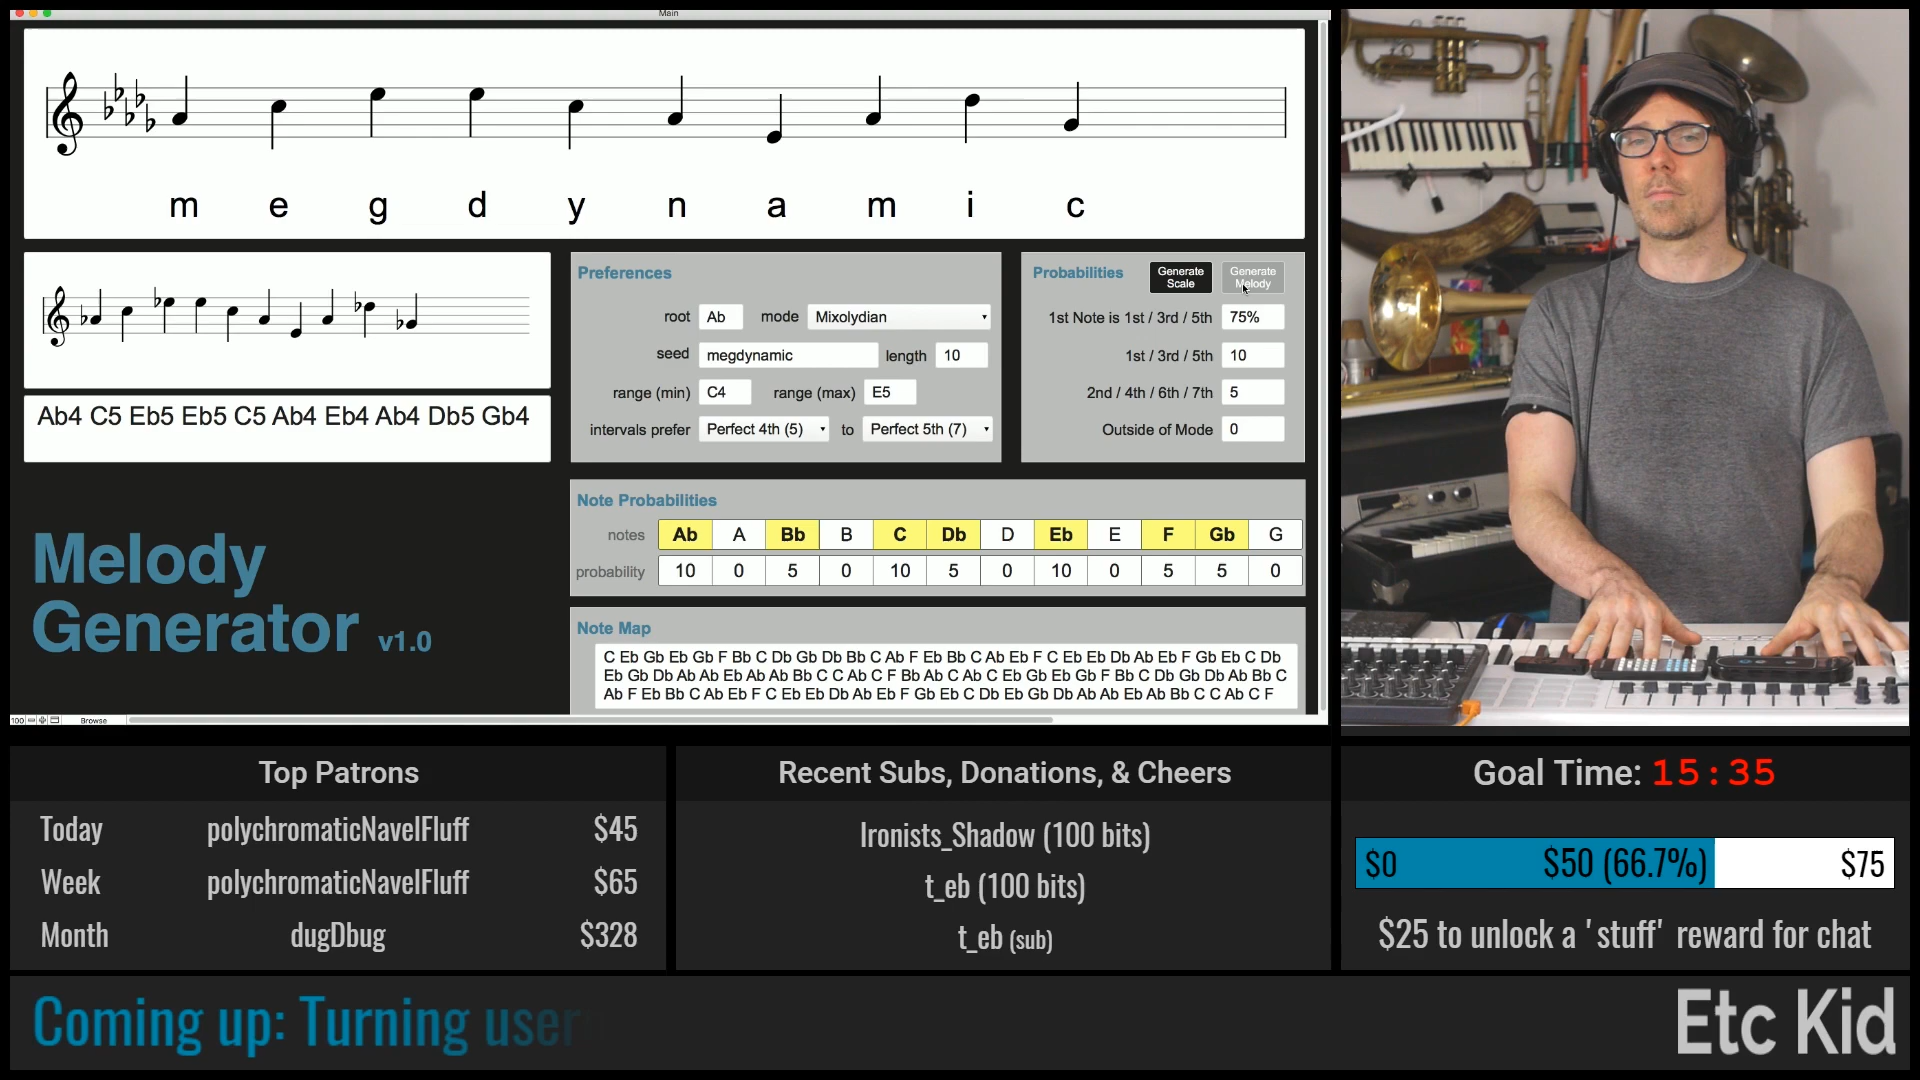 Main
m e g d y n a m i c
Ab4 C5 Eb5 Eb5 C5 Ab4 Eb4 Ab4 Db5 Gb4
Melody
Generator v1.0
Preferences
root Ab mode Mixolydian
seed megdynamic length 10
range (min) C4 range (max) E5
intervals prefer Perfect 4th (5) to Perfect 5th (7)
Probabilities
Generate Scale
Generate Melody
1st Note is 1st / 3rd / 5th 75%
1st / 3rd / 5th 10
2nd / 4th / 6th / 7th 5
Outside of Mode 0
Note Probabilities
notes Ab A Bb B C Db D Eb E F Gb G
probability 10 0 5 0 10 5 0 10 0 5 5 0
Note Map
C Eb Gb Eb Gb F Bb C Db Gb Db Bb C Ab F Eb Bb C Ab Eb F C Eb Eb Db Ab Eb F Gb Eb C Db
Eb Gb Db Ab Ab Eb Ab Ab Bb C C Ab C F Bb Ab C Ab C Eb Gb Eb Gb F Bb C Db Gb Db Ab Bb C
Ab F Eb Bb C Ab Eb F C Eb Eb Db Ab Eb F Gb Eb C Db Eb Gb Db Ab Ab Eb Ab Bb C C Ab C F
100 Browse
Top Patrons
Today polychromaticNavelFluff $45
Week polychromaticNavelFluff $65
Month dugDbug $328
Recent Subs, Donations, & Cheers
Ironists_Shadow (100 bits)
t_eb (100 bits)
t_eb (sub)
Goal Time: 15:35
$0 $50 (66.7%) $75
$25 to unlock a 'stuff' reward for chat
Coming up: Turning user
Etc Kid